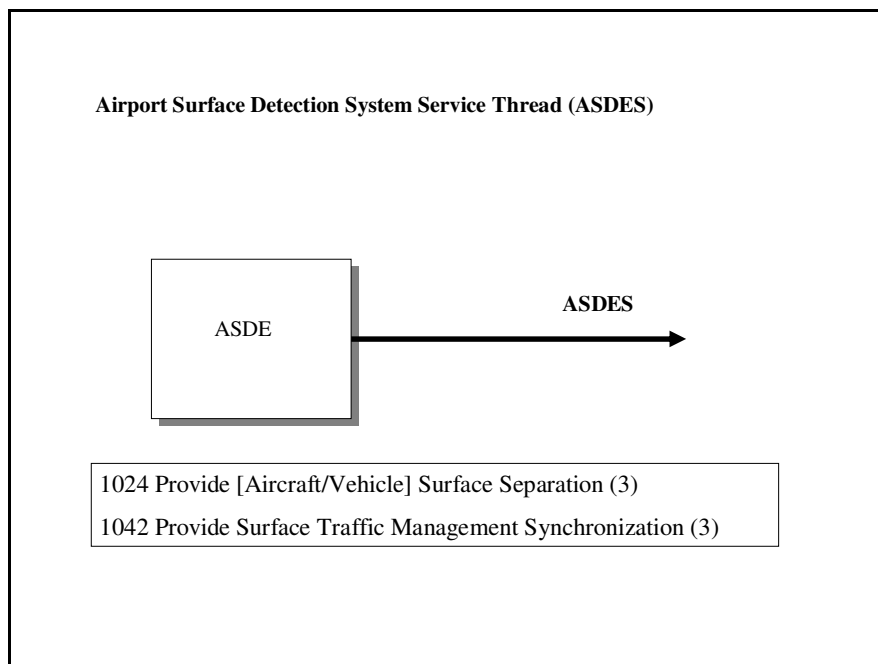 Airport Surface Detection System Service Thread (ASDES)
ASDE
ASDES
1024 Provide [Aircraft/Vehicle] Surface Separation (3)
1042 Provide Surface Traffic Management Synchronization (3)